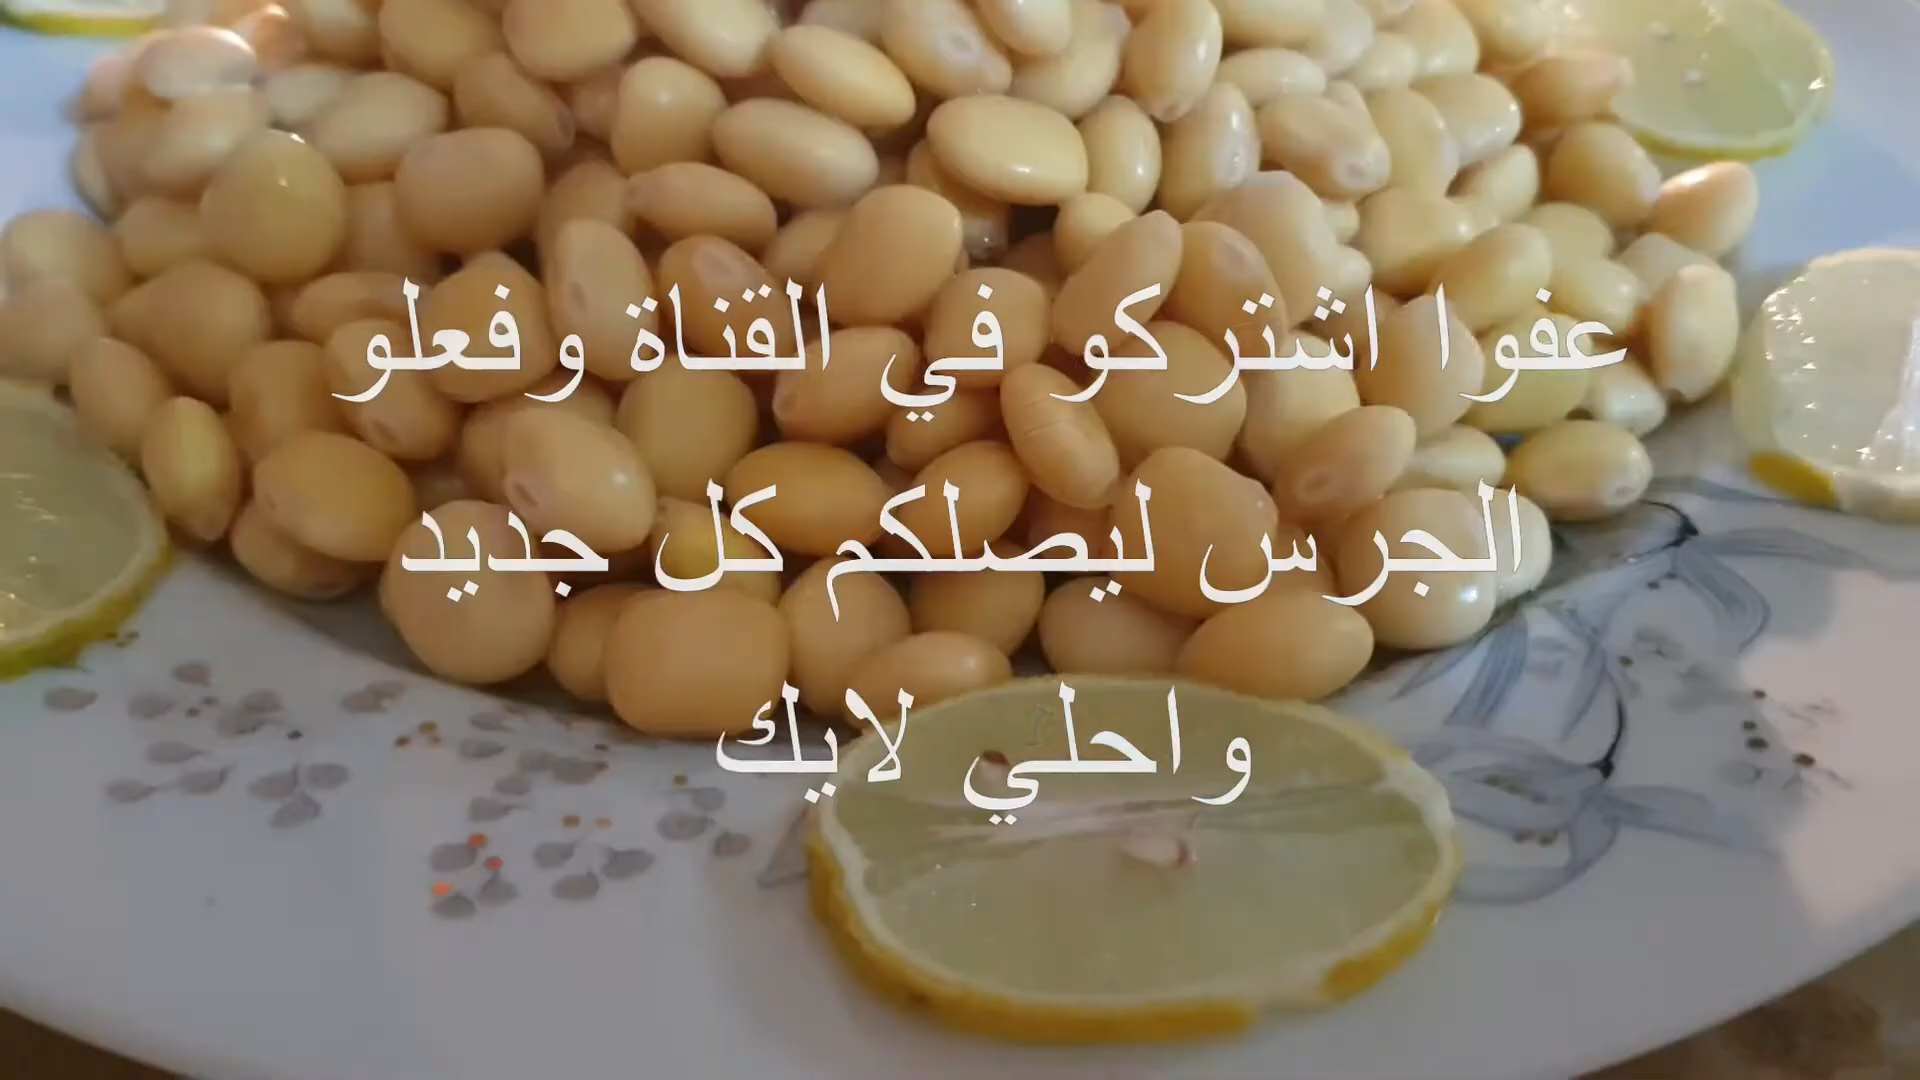 عفوا اشتركو في القناة وفعلو
الجرس ليصلكم كل جديد
واحلي لايك